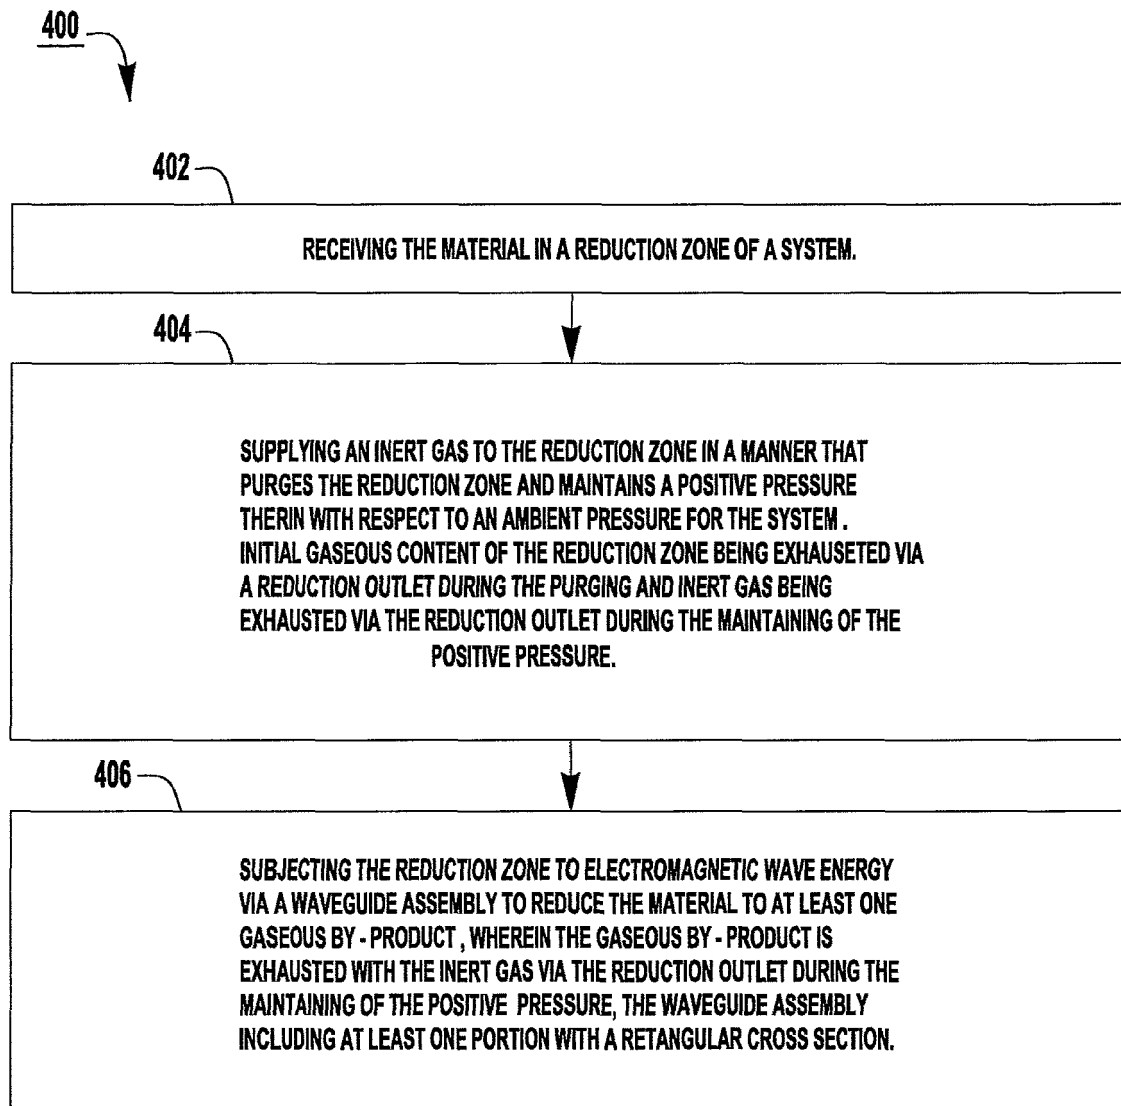 400
402
RECEIVING THE MATERIAL IN A REDUCTION ZONE OF A SYSTEM.
404
SUPPLYING AN INERT GAS TO THE REDUCTION ZONE IN A MANNER THAT
PURGES THE REDUCTION ZONE AND MAINTAINS A POSITIVE PRESSURE
THERIN WITH RESPECT TO AN AMBIENT PRESSURE FOR THE SYSTEM .
INITIAL GASEOUS CONTENT OF THE REDUCTION ZONE BEING EXHAUSETED VIA
A REDUCTION OUTLET DURING THE PURGING AND INERT GAS BEING
EXHAUSTED VIA THE REDUCTION OUTLET DURING THE MAINTAINING OF THE
POSITIVE PRESSURE.
406
SUBJECTING THE REDUCTION ZONE TO ELECTROMAGNETIC WAVE ENERGY
VIA A WAVEGUIDE ASSEMBLY TO REDUCE THE MATERIAL TO AT LEAST ONE
GASEOUS BY - PRODUCT , WHEREIN THE GASEOUS BY - PRODUCT IS
EXHAUSTED WITH THE INERT GAS VIA THE REDUCTION OUTLET DURING THE
MAINTAINING OF THE POSITIVE PRESSURE, THE WAVEGUIDE ASSEMBLY
INCLUDING AT LEAST ONE PORTION WITH A RETANGULAR CROSS SECTION.